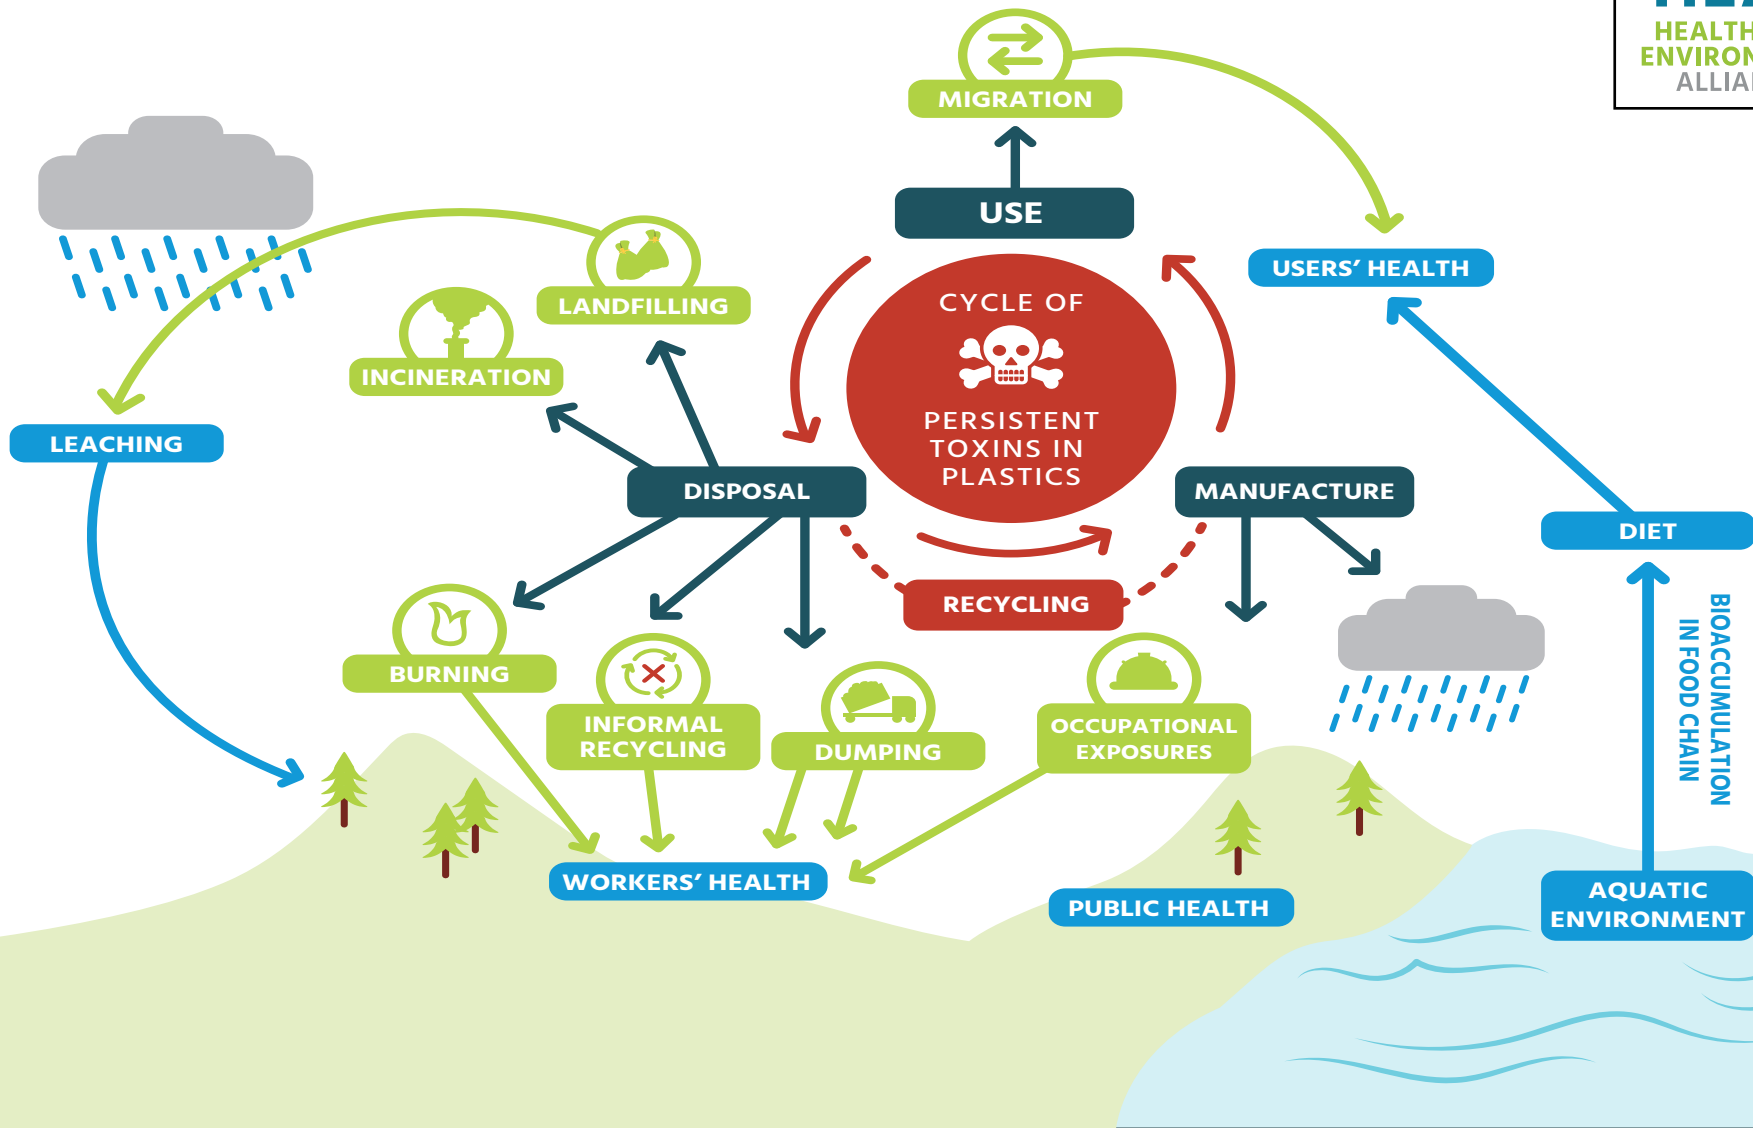 HEALTH
ENVIRON
ALLIA
MIGRATION
USE
USERS' HEALTH
LANDFILLING
INCINERATION
CYCLE OF
PERSISTENT
TOXINS IN
PLASTICS
LEACHING
DISPOSAL
MANUFACTURE
DIET
RECYCLING
BIOACCUMULATION
IN FOOD CHAIN
BURNING
INFORMAL
RECYCLING
DUMPING
OCCUPATIONAL
EXPOSURES
WORKERS' HEALTH
PUBLIC HEALTH
AQUATIC
ENVIRONMENT